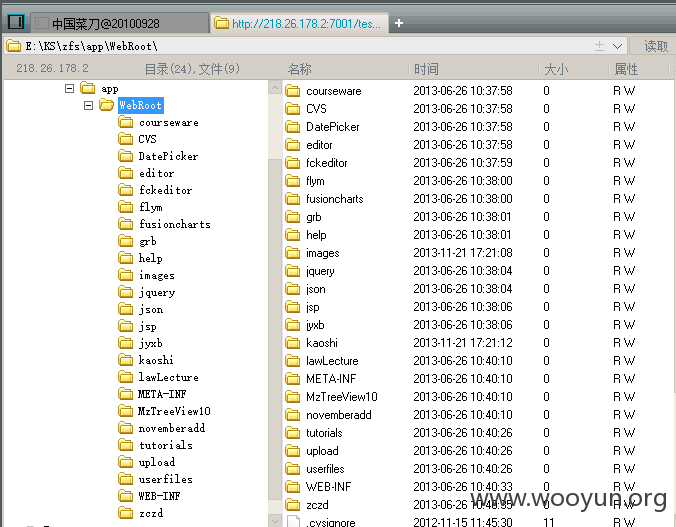 中国菜刀@20100928 http://218.26.178.2:7001/tes... +
E:\KS\zfs\app\WebRoot\ 读取
218.26.178.2 目录(24),文件(9) 名称 时间 大小 属性
app
WebRoot
courseware
CVS
DatePicker
editor
fckeditor
flym
fusioncharts
grb
help
images
jquery
json
jsp
jyxb
kaoshi
lawLecture
META-INF
MzTreeView10
novemberadd
tutorials
upload
userfiles
WEB-INF
zczd
courseware 2013-06-26 10:37:58 0 R W
CVS 2013-06-26 10:37:58 0 R W
DatePicker 2013-06-26 10:37:58 0 R W
editor 2013-06-26 10:37:58 0 R W
fckeditor 2013-06-26 10:37:59 0 R W
flym 2013-06-26 10:38:00 0 R W
fusioncharts 2013-06-26 10:38:00 0 R W
grb 2013-06-26 10:38:01 0 R W
help 2013-06-26 10:38:01 0 R W
images 2013-11-21 17:21:08 0 R W
jquery 2013-06-26 10:38:04 0 R W
json 2013-06-26 10:38:04 0 R W
jsp 2013-06-26 10:38:06 0 R W
jyxb 2013-06-26 10:38:06 0 R W
kaoshi 2013-11-21 17:21:12 0 R W
lawLecture 2013-06-26 10:40:10 0 R W
META-INF 2013-06-26 10:40:10 0 R W
MzTreeView10 2013-06-26 10:40:10 0 R W
novemberadd 2013-06-26 10:40:10 0 R W
tutorials 2013-06-26 10:40:26 0 R W
upload 2013-06-26 10:40:26 0 R W
userfiles 2013-06-26 10:40:26 0 R W
WEB-INF 2013-06-26 10:40:33 0 R W
zczd 2013-06-26 10:40:35 0 R W
.cvsignore 2012-11-15 11:45:30 11 R W
www.wooyun.org